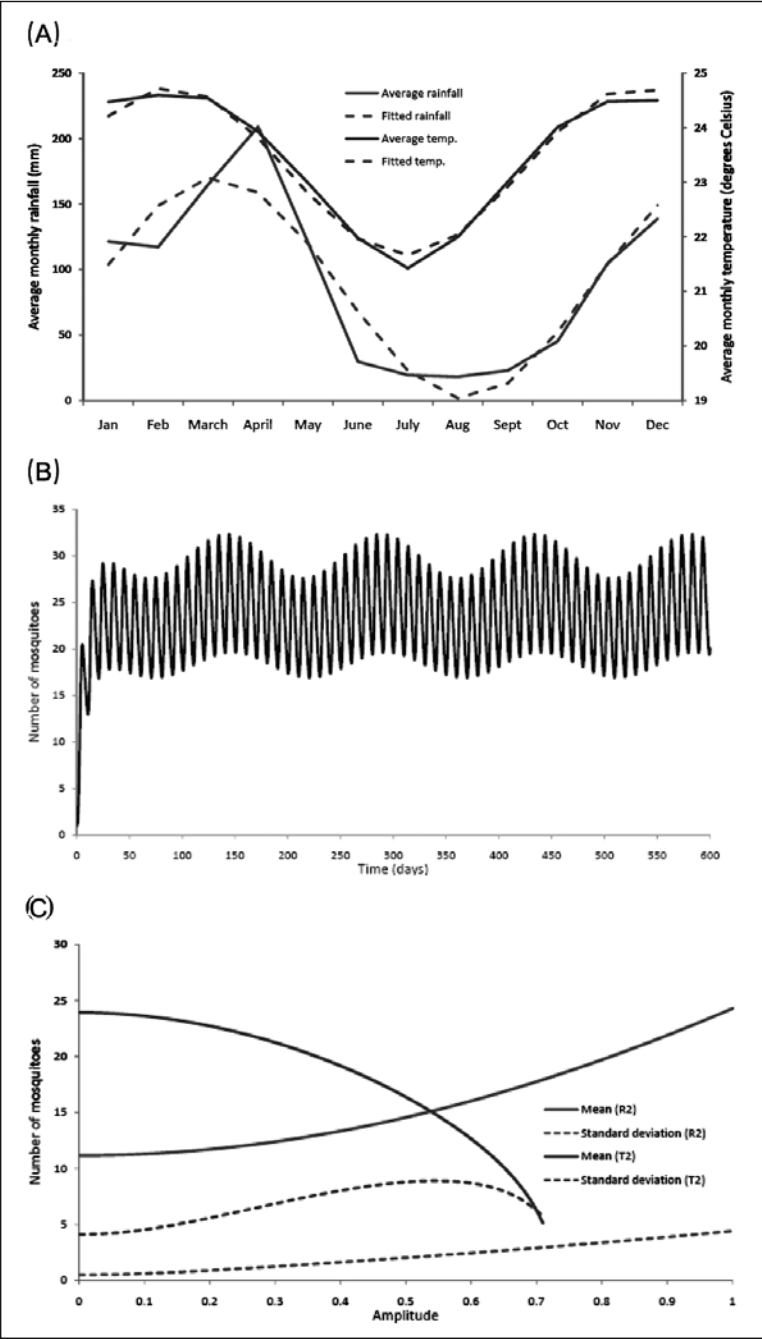 (A)
250
200
150
100
50
0
Average monthly rainfall (mm)
25
24
23
22
21
20
19
Average monthly temperature (degrees Celsius)
Average rainfall
Fitted rainfall
Average temp.
Fitted temp.
Jan Feb March April May June July Aug Sept Oct Nov Dec
(B)
35
30
25
20
15
10
5
0
Number of mosquitoes
0 50 100 150 200 250 300 350 400 450 500 550 600
Time (days)
(C)
30
25
20
15
10
5
0
Number of mosquitoes
Mean (R2)
Standard deviation (R2)
Mean (T2)
Standard deviation (T2)
0 0.1 0.2 0.3 0.4 0.5 0.6 0.7 0.8 0.9 1
Amplitude